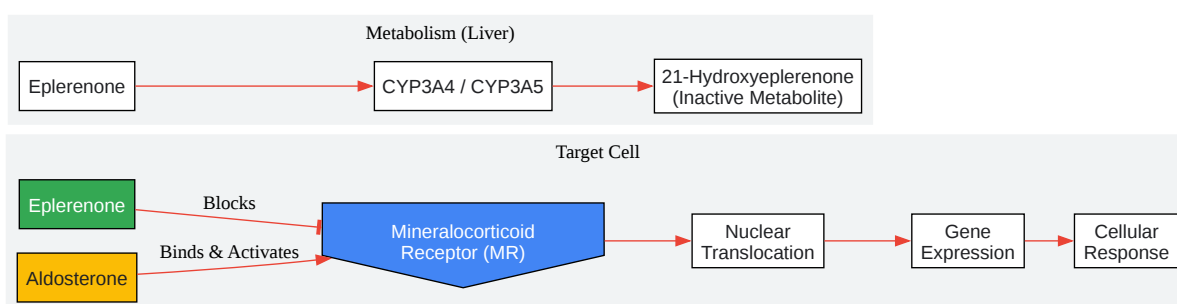 Metabolism (Liver)
Eplerenone
CYP3A4 / CYP3A5
21-Hydroxyeplerenone
(Inactive Metabolite)
Target Cell
Eplerenone
Blocks
Aldosterone
Binds & Activates
Mineralocorticoid
Receptor (MR)
Nuclear
Translocation
Gene
Expression
Cellular
Response